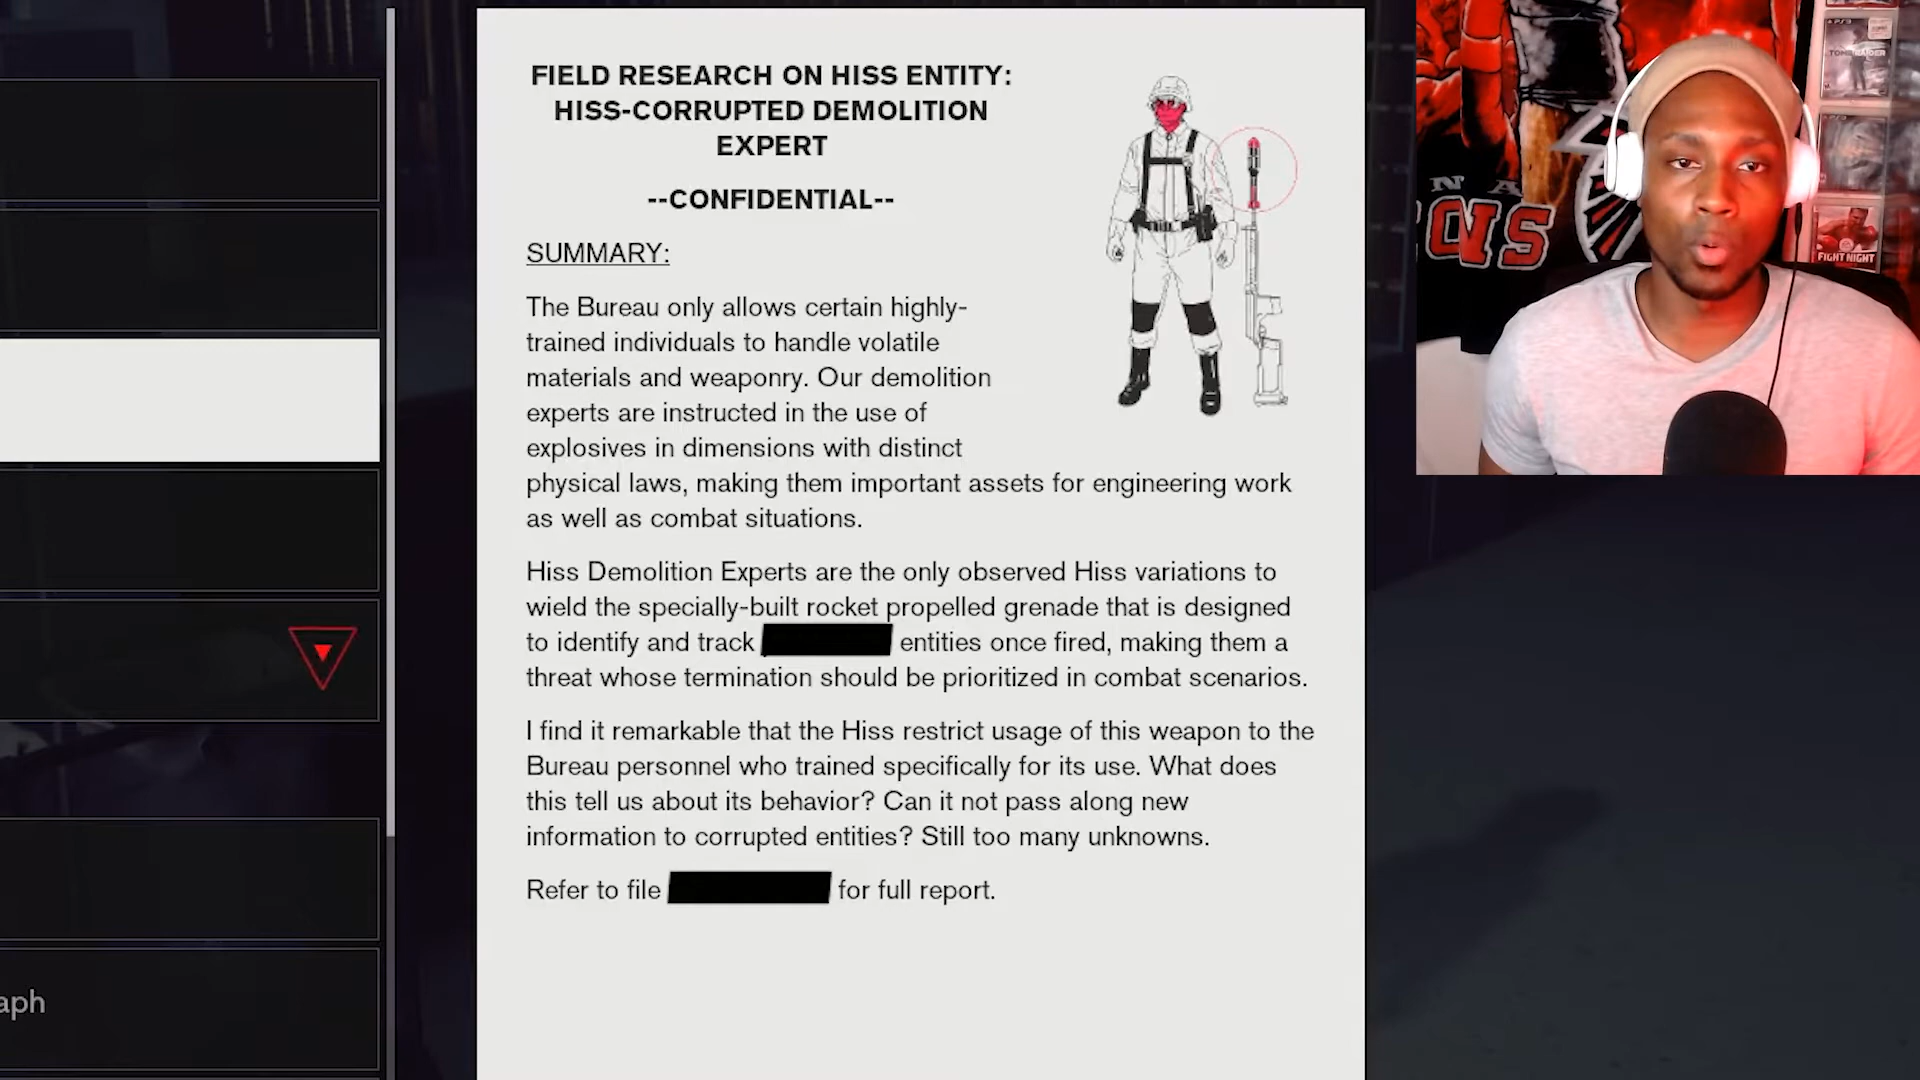 FIELD RESEARCH ON HISS ENTITY:
HISS-CORRUPTED DEMOLITION
EXPERT
--CONFIDENTIAL--
SUMMARY:
The Bureau only allows certain highly-
trained individuals to handle volatile
materials and weaponry. Our demolition
experts are instructed in the use of
explosives in dimensions with distinct
physical laws, making them important assets for engineering work
as well as combat situations.
Hiss Demolition Experts are the only observed Hiss variations to
wield the specially-built rocket propelled grenade that is designed
to identify and track entities once fired, making them a
threat whose termination should be prioritized in combat scenarios.
I find it remarkable that the Hiss restrict usage of this weapon to the
Bureau personnel who trained specifically for its use. What does
this tell us about its behavior? Can it not pass along new
information to corrupted entities? Still too many unknowns.
Refer to file for full report.
aph
PS3
TOMB RAIDER
FIGHT NIGHT